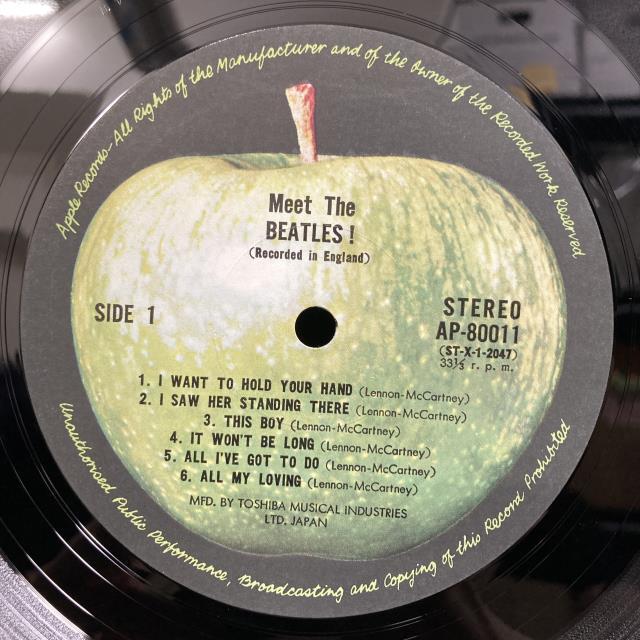 Apple Records–All Rights of the Manufacturer and of the Owner of the Recorded Work Reserved
Meet The
BEATLES!
(Recorded in England)
SIDE 1
STEREO
AP-80011
(ST-X-1-2047)
33⅓ r. p. m.
1. I WANT TO HOLD YOUR HAND (Lennon-McCartney)
2. I SAW HER STANDING THERE (Lennon-McCartney)
3. THIS BOY (Lennon-McCartney)
4. IT WON'T BE LONG (Lennon-McCartney)
5. ALL I'VE GOT TO DO (Lennon-McCartney)
6. ALL MY LOVING (Lennon-McCartney)
MFD. BY TOSHIBA MUSICAL INDUSTRIES
LTD. JAPAN
Unauthorised Public Performance, Broadcasting and Copying of this Record Prohibited